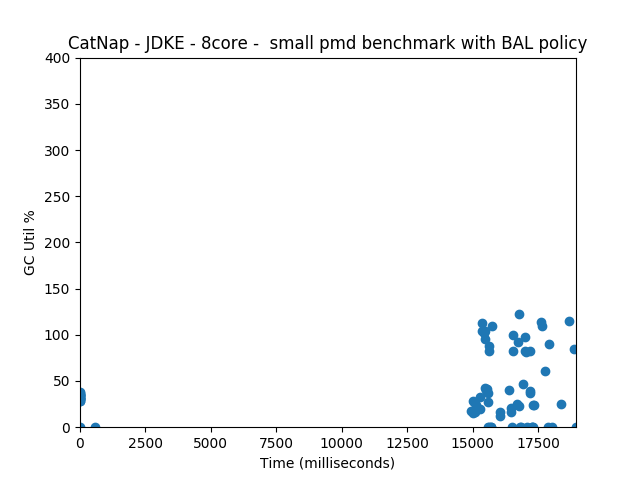 CatNap - JDKE - 8core -  small pmd benchmark with BAL policy
400
350
300
250
200
150
100
50
0
GC Util %
0 2500 5000 7500 10000 12500 15000 17500
Time (milliseconds)